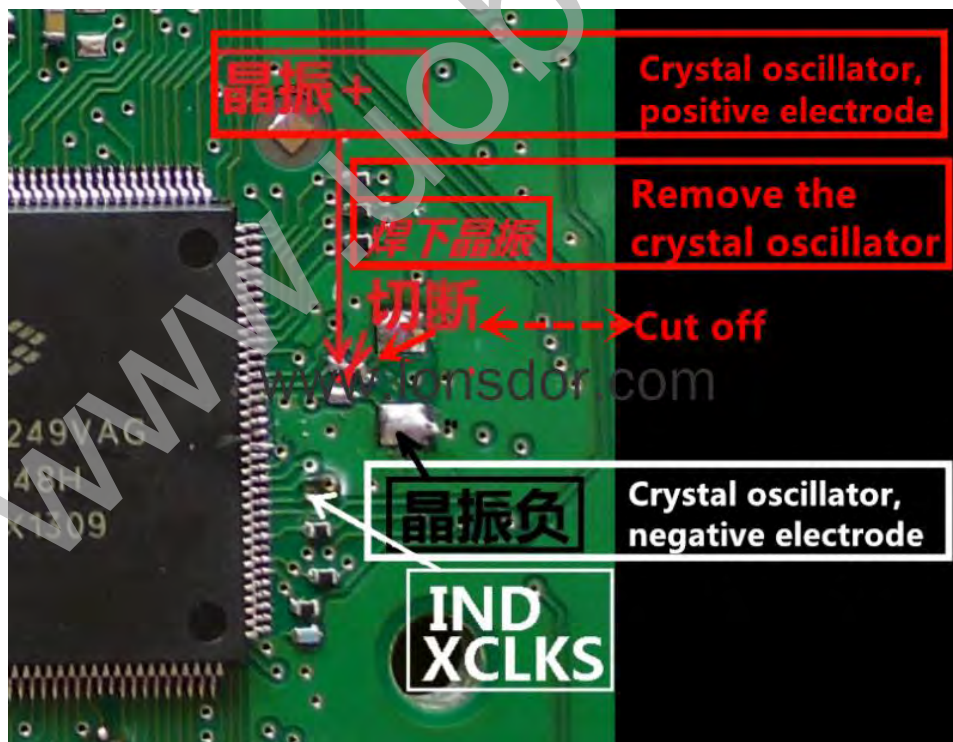 晶振+
Crystal oscillator,
positive electrode
Remove the
crystal oscillator
焊下晶振
切断
Cut off
www.lonsdor.com
249VAG
48H
X1309
晶振负
Crystal oscillator,
negative electrode
IND
XCLKS